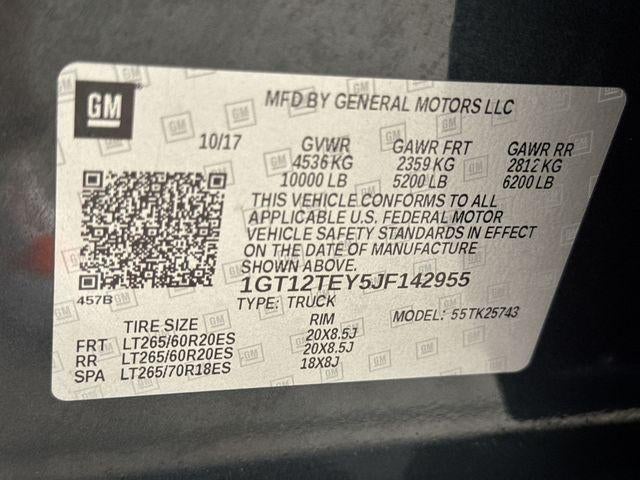 GM
MFD BY GENERAL MOTORS LLC
10/17 GVWR GAWR FRT GAWR RR
4536 KG 2359 KG 2812 KG
10000 LB 5200 LB 6200 LB
THIS VEHICLE CONFORMS TO ALL
APPLICABLE U.S. FEDERAL MOTOR
VEHICLE SAFETY STANDARDS IN EFFECT
ON THE DATE OF MANUFACTURE
SHOWN ABOVE.
457B
1GT12TEY5JF142955
TYPE: TRUCK MODEL: 55TK25743
TIRE SIZE RIM
FRT LT265/60R20ES 20X8.5J
RR LT265/60R20ES 20X8.5J
SPA LT265/70R18ES 18X8J